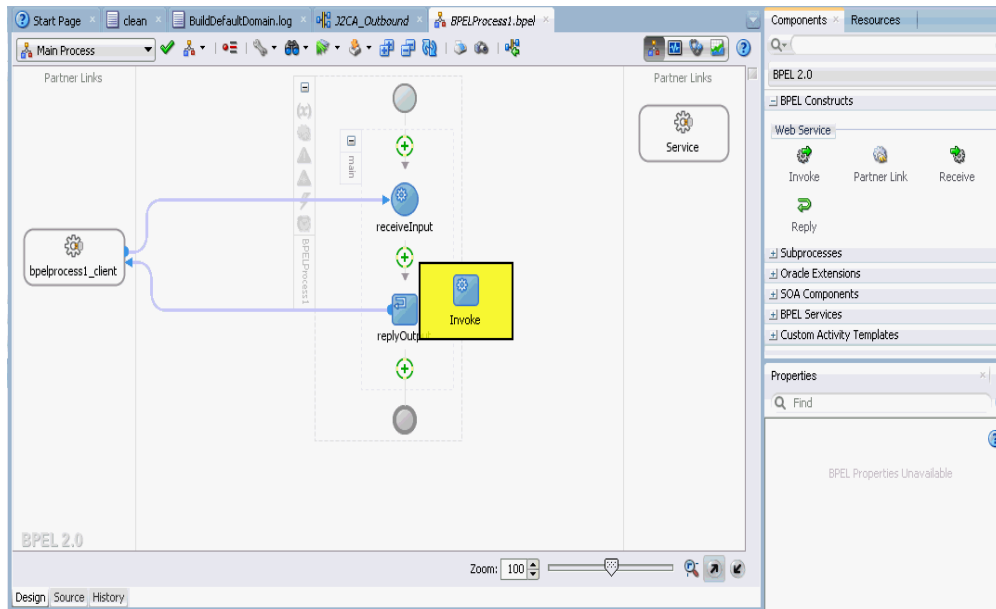 Start Page
clean
BuildDefaultDomain.log
J2CA_Outbound
BPELProcess1.bpel
Components
Resources
Main Process
BPEL 2.0
Partner Links
Partner Links
BPEL Constructs
Web Service
Invoke
Partner Link
Receive
Reply
Subprocesses
Oracle Extensions
SOA Components
BPEL Services
Custom Activity Templates
(x)
main
Service
receiveInput
bpelprocess1_client
BPELProcess1
Invoke
replyOutput
Properties
Find
BPEL Properties Unavailable
BPEL 2.0
Zoom: 100
Design Source History